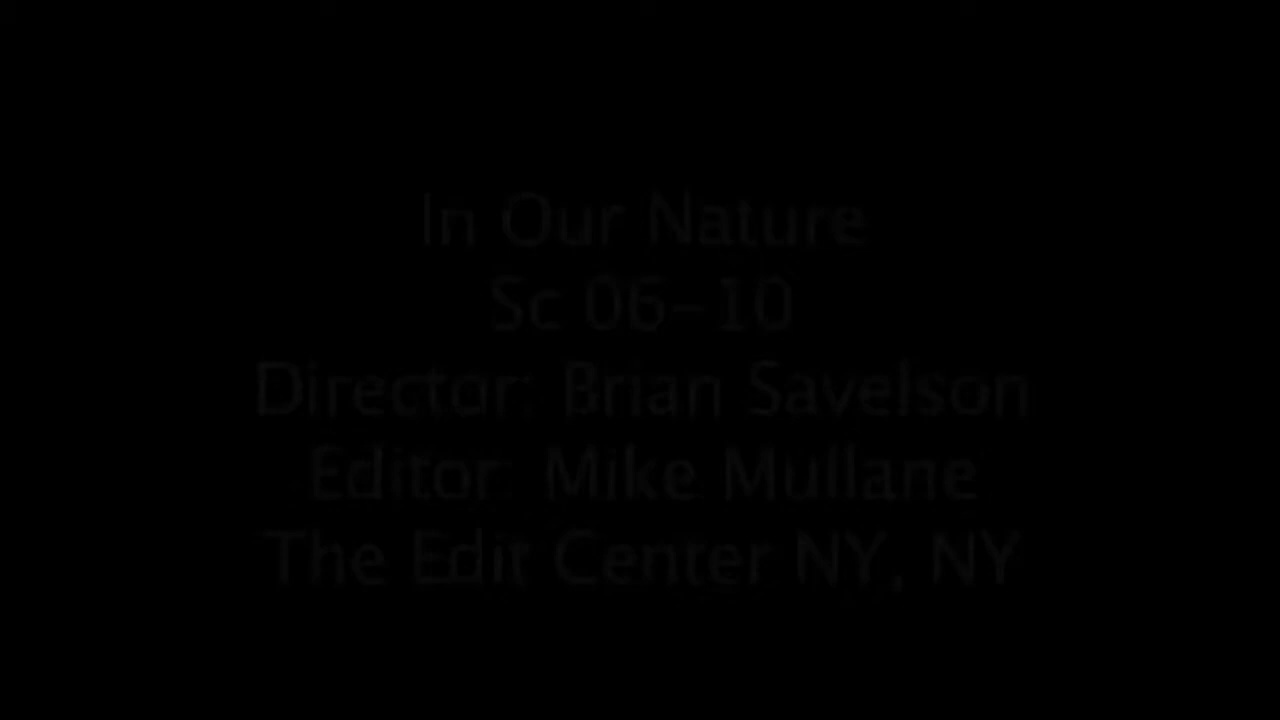 In Our Nature
Sc 06-10
Director: Brian Savelson
Editor: Mike Mullane
The Edit Center NY, NY